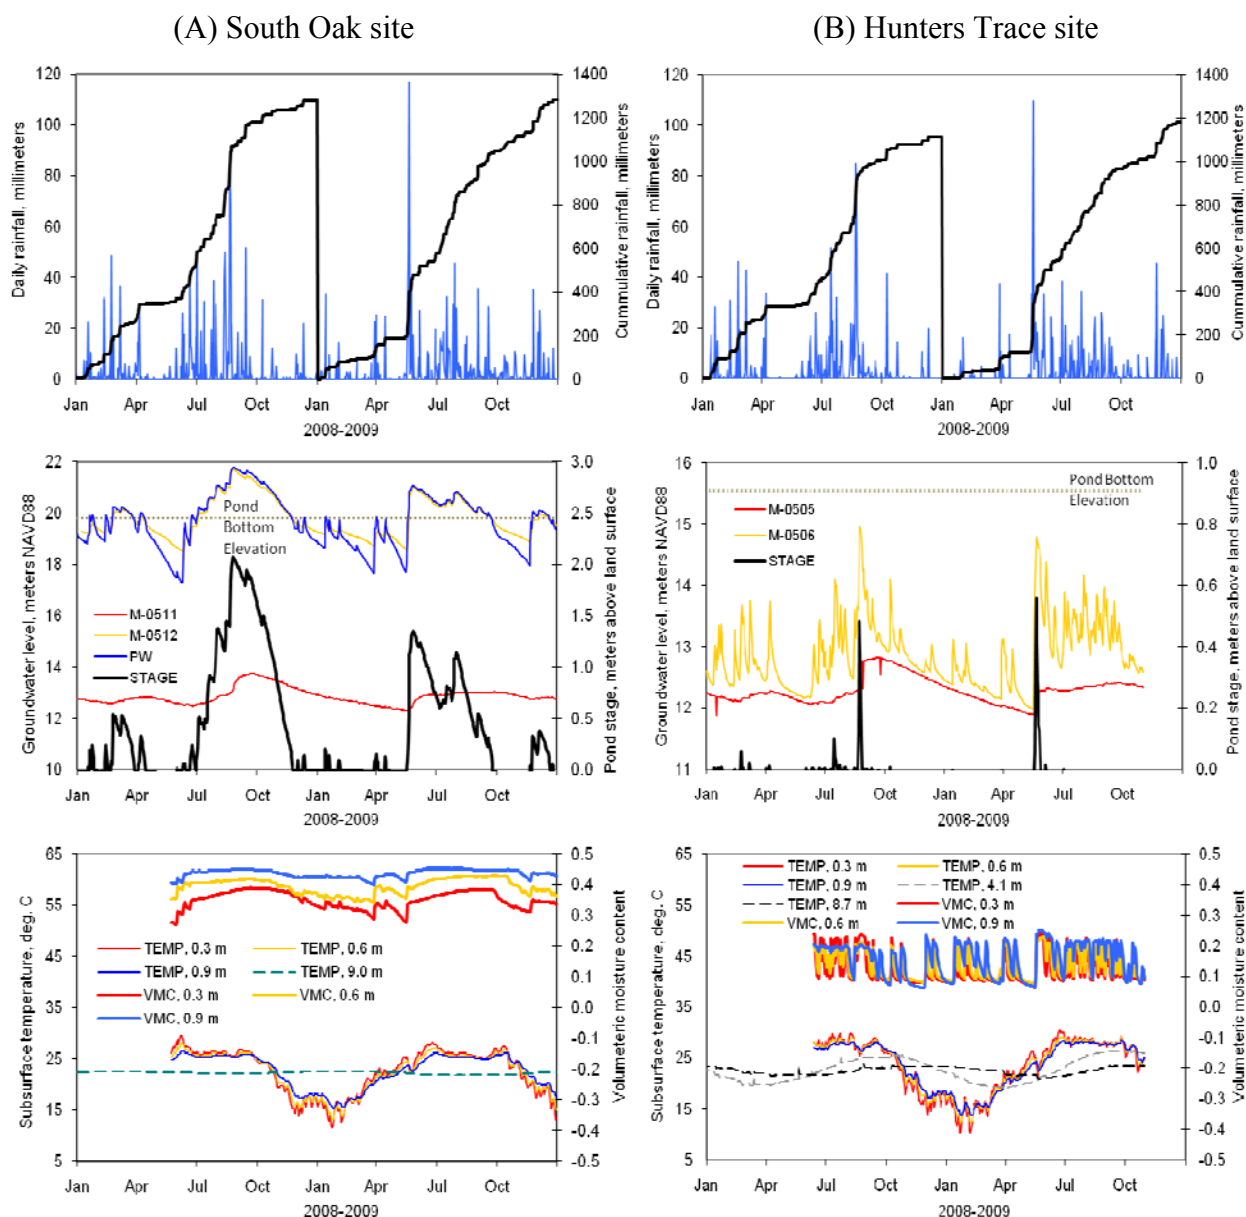 (A) South Oak site
(B) Hunters Trace site
120
100
80
60
40
20
0
Daily rainfall, millimeters
1400
1200
1000
800
600
400
200
0
Cummulative rainfall, millimeters
Jan Apr Jul Oct Jan Apr Jul Oct
2008-2009
120
100
80
60
40
20
0
Daily rainfall, millimeters
1400
1200
1000
800
600
400
200
0
Cummulative rainfall, millimeters
Jan Apr Jul Oct Jan Apr Jul Oct
2008-2009
22
20
18
16
14
12
10
Groundwater level, meters NAVD88
3.0
2.5
2.0
1.5
1.0
0.5
0.0
Pond stage, meters above land surface
Pond
Bottom
Elevation
M-0511
M-0512
PW
STAGE
Jan Apr Jul Oct Jan Apr Jul Oct
2008-2009
16
15
14
13
12
11
Groundwater level, meters NAVD88
1.0
0.8
0.6
0.4
0.2
0.0
Pond stage, meters above land surface
Pond Bottom
Elevation
M-0505
M-0506
STAGE
Jan Apr Jul Oct Jan Apr Jul Oct
2008-2009
65
55
45
35
25
15
5
Subsurface temperature, deg. C
0.5
0.4
0.3
0.2
0.1
0.0
-0.1
-0.2
-0.3
-0.4
-0.5
Volumeteric moisture content
TEMP, 0.3 m TEMP, 0.6 m
TEMP, 0.9 m TEMP, 9.0 m
VMC, 0.3 m VMC, 0.6 m
VMC, 0.9 m
Jan Apr Jul Oct Jan Apr Jul Oct
2008-2009
65
55
45
35
25
15
5
Subsurface temperature, deg. C
0.5
0.4
0.3
0.2
0.1
0.0
-0.1
-0.2
-0.3
-0.4
-0.5
Volumeteric moisture content
TEMP, 0.3 m TEMP, 0.6 m
TEMP, 0.9 m TEMP, 4.1 m
TEMP, 8.7 m VMC, 0.3 m
VMC, 0.6 m VMC, 0.9 m
Jan Apr Jul Oct Jan Apr Jul Oct
2008-2009